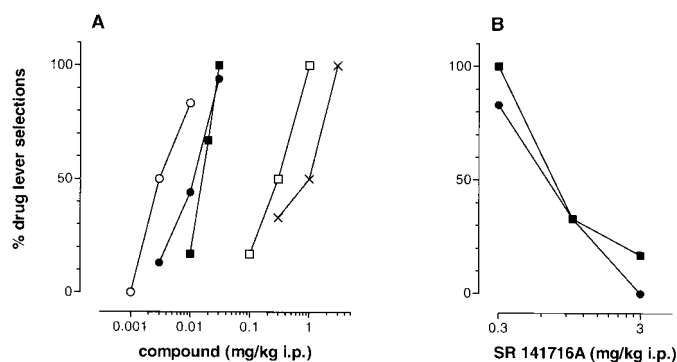 A
B
% drug lever selections
100
50
0
0.001
0.01
0.1
1
compound (mg/kg i.p.)
100
50
0
0.3
3
SR 141716A (mg/kg i.p.)